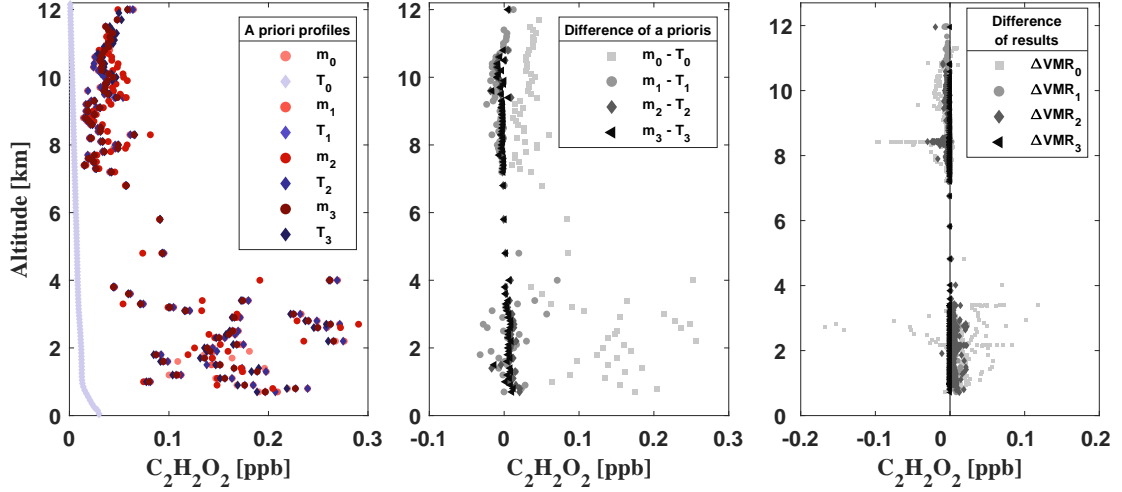 A priori profiles
m0
T0
m1
T1
m2
T2
m3
T3
Altitude [km]
12
10
8
6
4
2
0
0 0.1 0.2 0.3
C2H2O2 [ppb]
Difference of a prioris
m0 - T0
m1 - T1
m2 - T2
m3 - T3
12
10
8
6
4
2
0
-0.1 0 0.1 0.2 0.3
C2H2O2 [ppb]
Difference
of results
ΔVMR0
ΔVMR1
ΔVMR2
ΔVMR3
12
10
8
6
4
2
0
-0.2 -0.1 0 0.1 0.2
C2H2O2 [ppb]